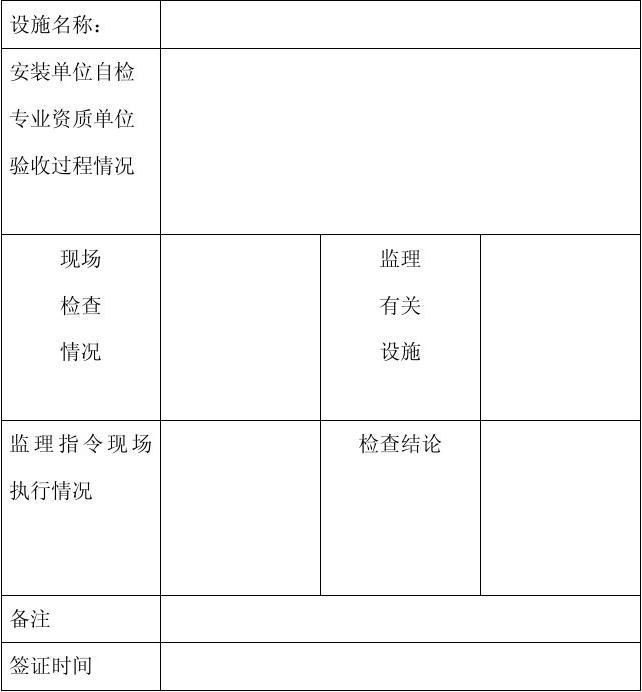 设施名称：
安装单位自检
专业资质单位
验收过程情况
现场
检查
情况
监理
有关
设施
监理指令现场
执行情况
检查结论
备注
签证时间